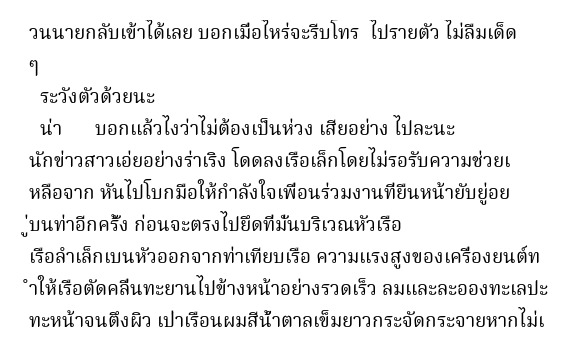 วนนายกลับเข้าได้เลย บอกเมื่อไหร่จะรีบโทร  ไปรายตัว ไม่ลืมเด็ด
ๆ
ระวังตัวด้วยนะ
น่า      บอกแล้วไงว่าไม่ต้องเป็นห่วง เสียอย่าง ไปละนะ
นักข่าวสาวเอ่ยอย่างร่าเริง โดดลงเรือเล็กโดยไม่รอรับความช่วยเ
หลือจาก หันไปโบกมือให้กำลังใจเพื่อนร่วมงานที่ยืนหน้ายับยู่อย
ู่บนท่าอีกครั้ง ก่อนจะตรงไปยึดที่มั่นบริเวณหัวเรือ
เรือลำเล็กเบนหัวออกจากท่าเทียบเรือ ความแรงสูงของเครื่องยนต์ท
ำให้เรือตัดคลื่นทะยานไปข้างหน้าอย่างรวดเร็ว ลมและละอองทะเลปะ
ทะหน้าจนตึงผิว เป่าเรือนผมสีน้ำตาลเข้มยาวกระจัดกระจายหากไม่เ